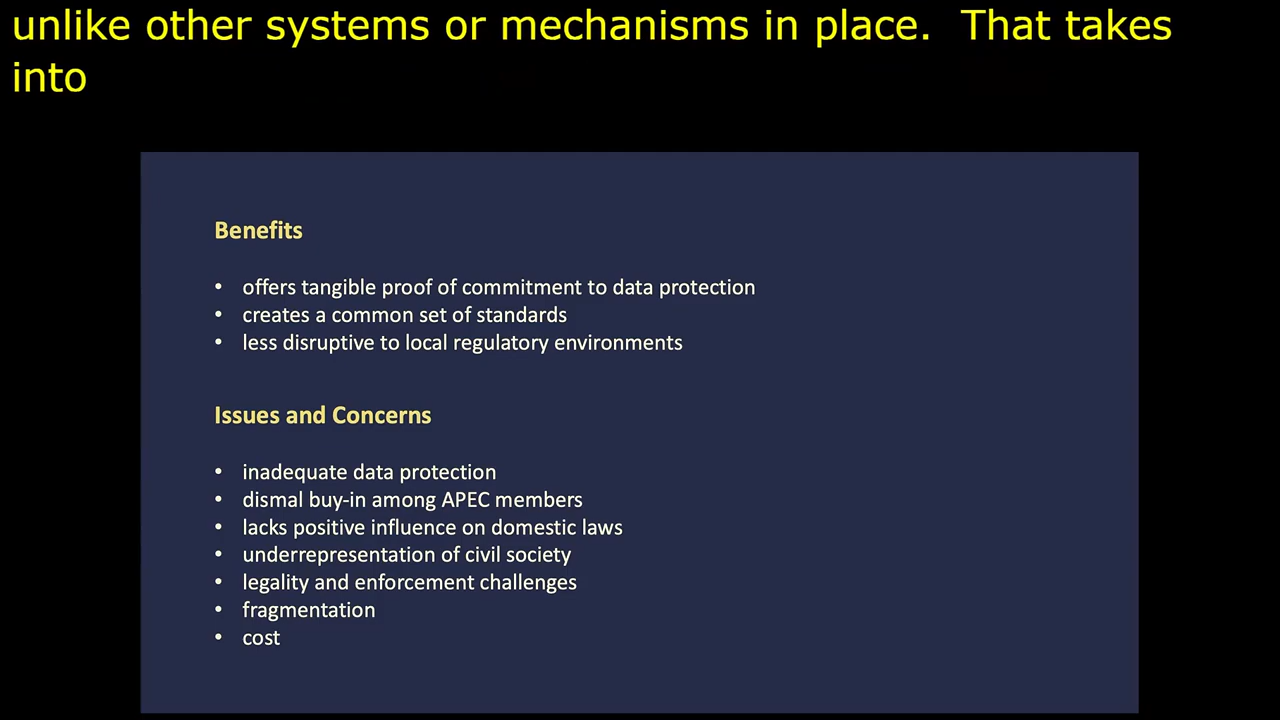 unlike other systems or mechanisms in place.  That takes
into
Benefits
• offers tangible proof of commitment to data protection
• creates a common set of standards
• less disruptive to local regulatory environments
Issues and Concerns
• inadequate data protection
• dismal buy-in among APEC members
• lacks positive influence on domestic laws
• underrepresentation of civil society
• legality and enforcement challenges
• fragmentation
• cost